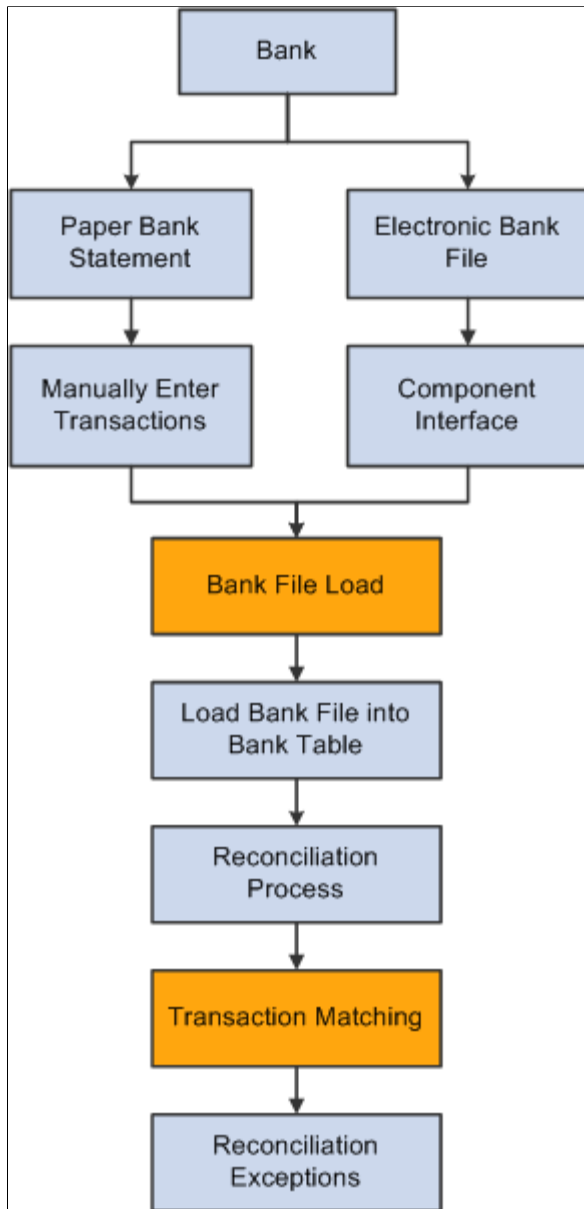 Bank
Paper Bank
Statement
Electronic Bank
File
Manually Enter
Transactions
Component
Interface
Bank File Load
Load Bank File into
Bank Table
Reconciliation
Process
Transaction Matching
Reconciliation
Exceptions